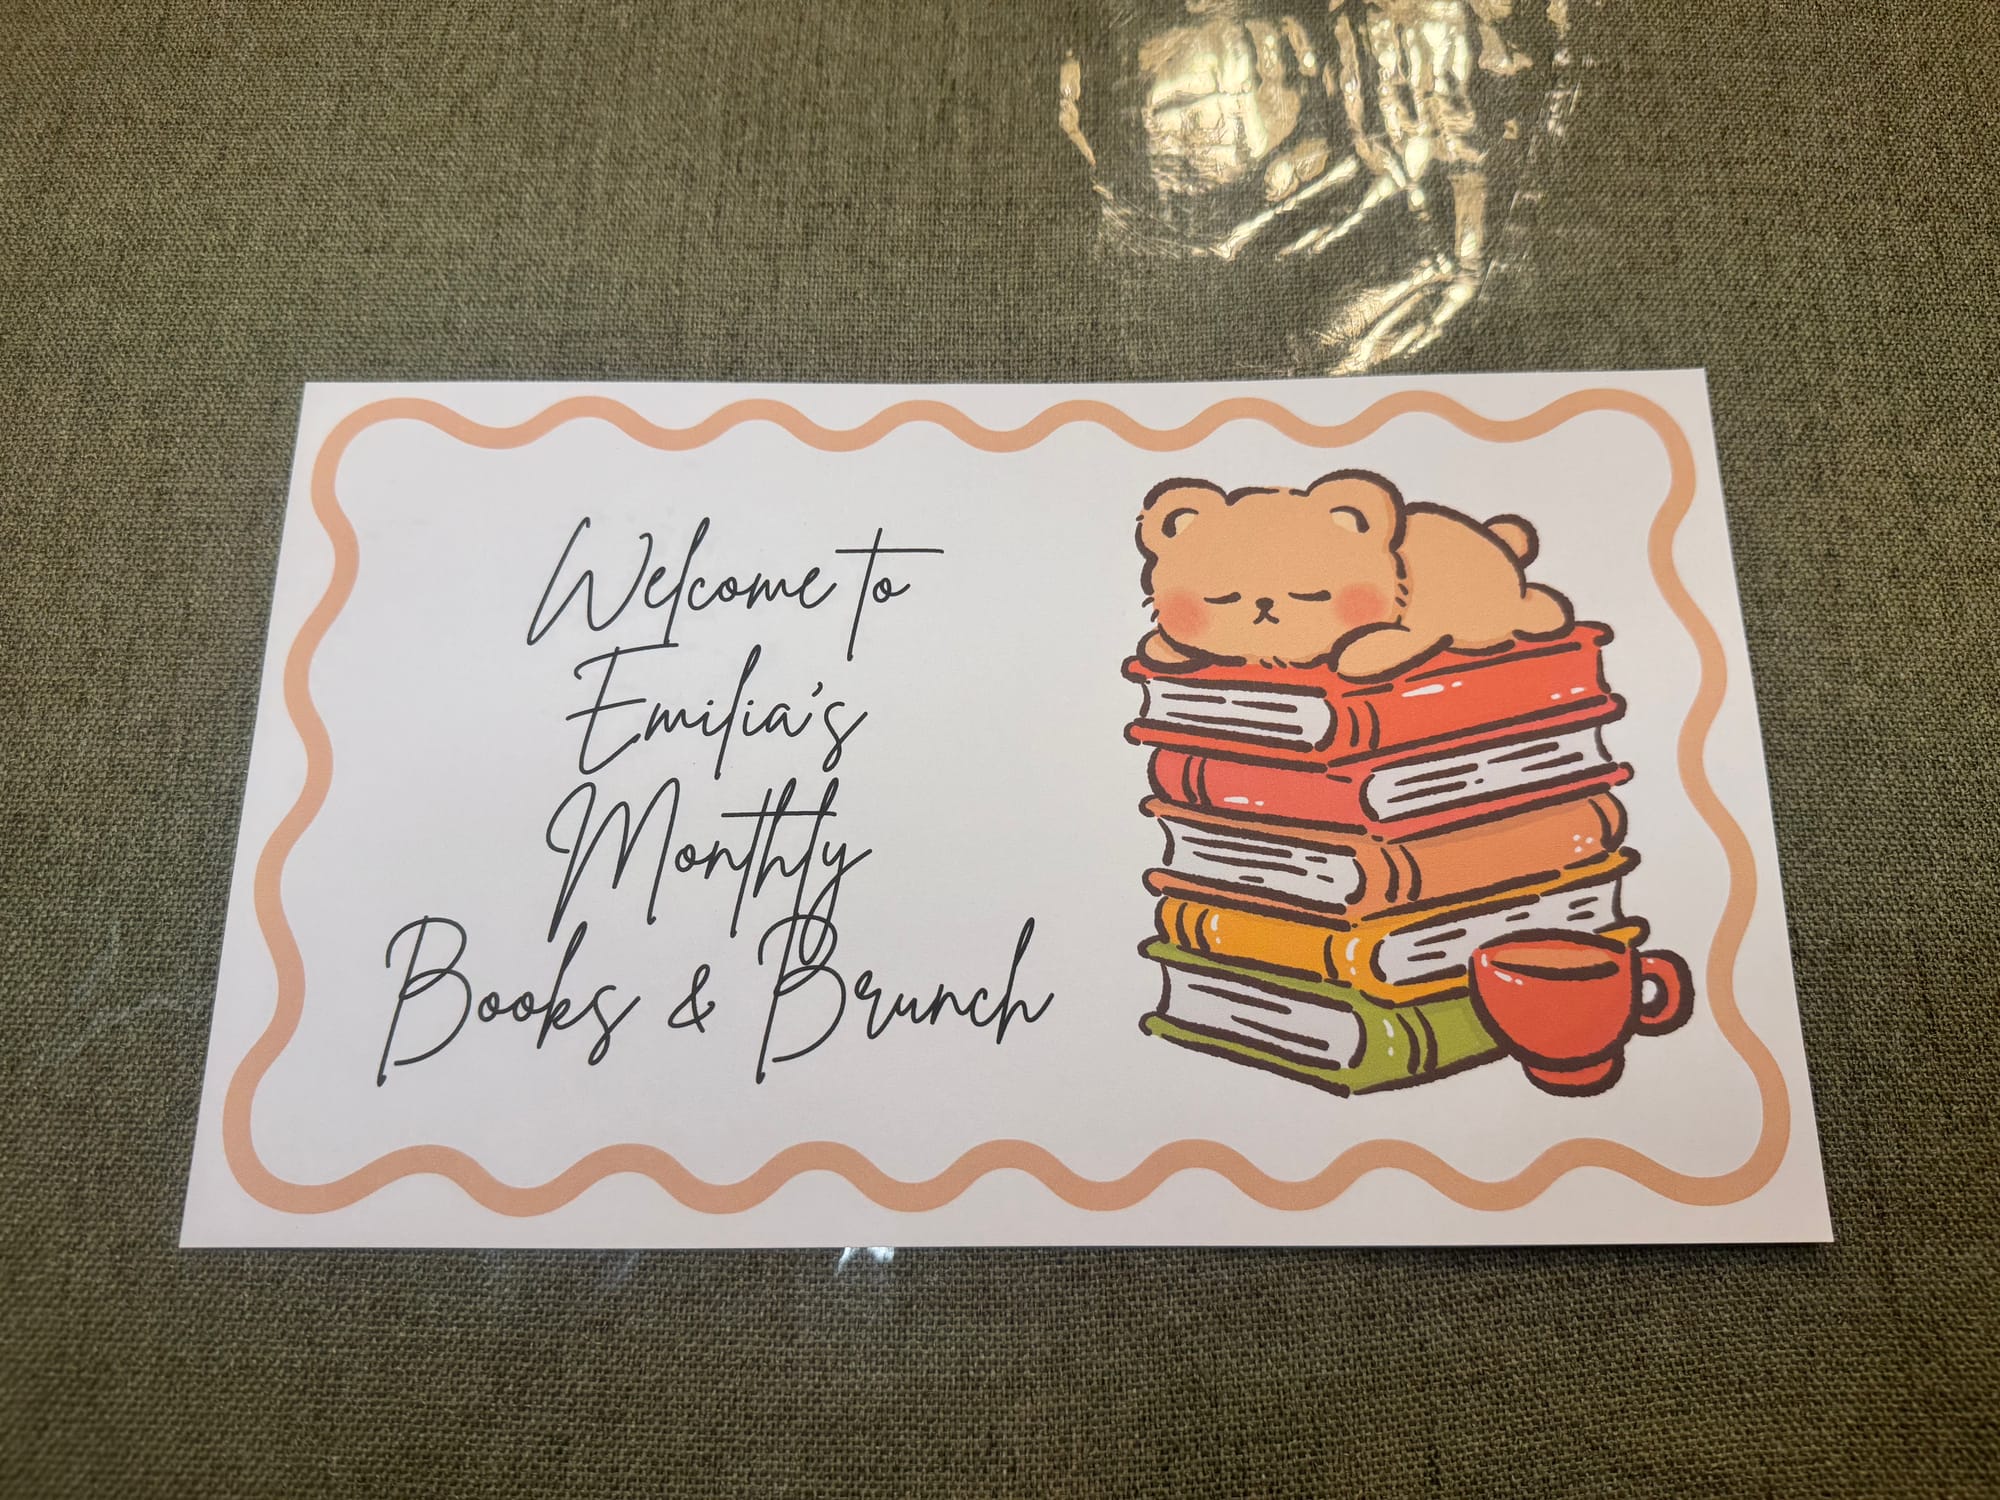 Welcome to
Emilia's
Monthly
Books & Brunch